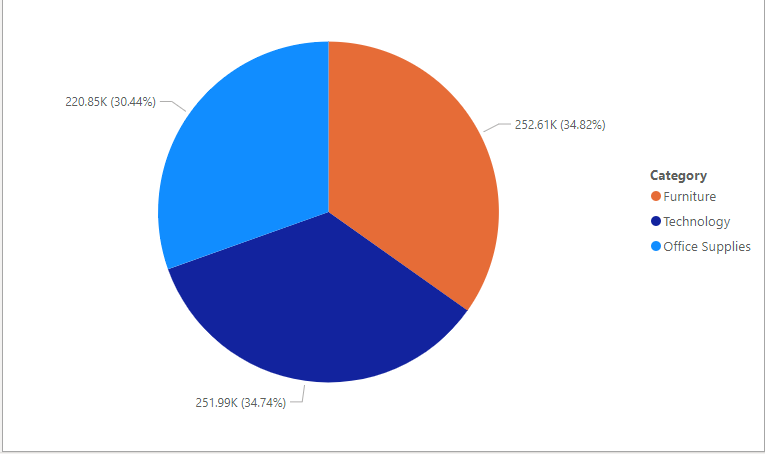 220.85K (30.44%)
252.61K (34.82%)
Category
Furniture
Technology
Office Supplies
251.99K (34.74%)